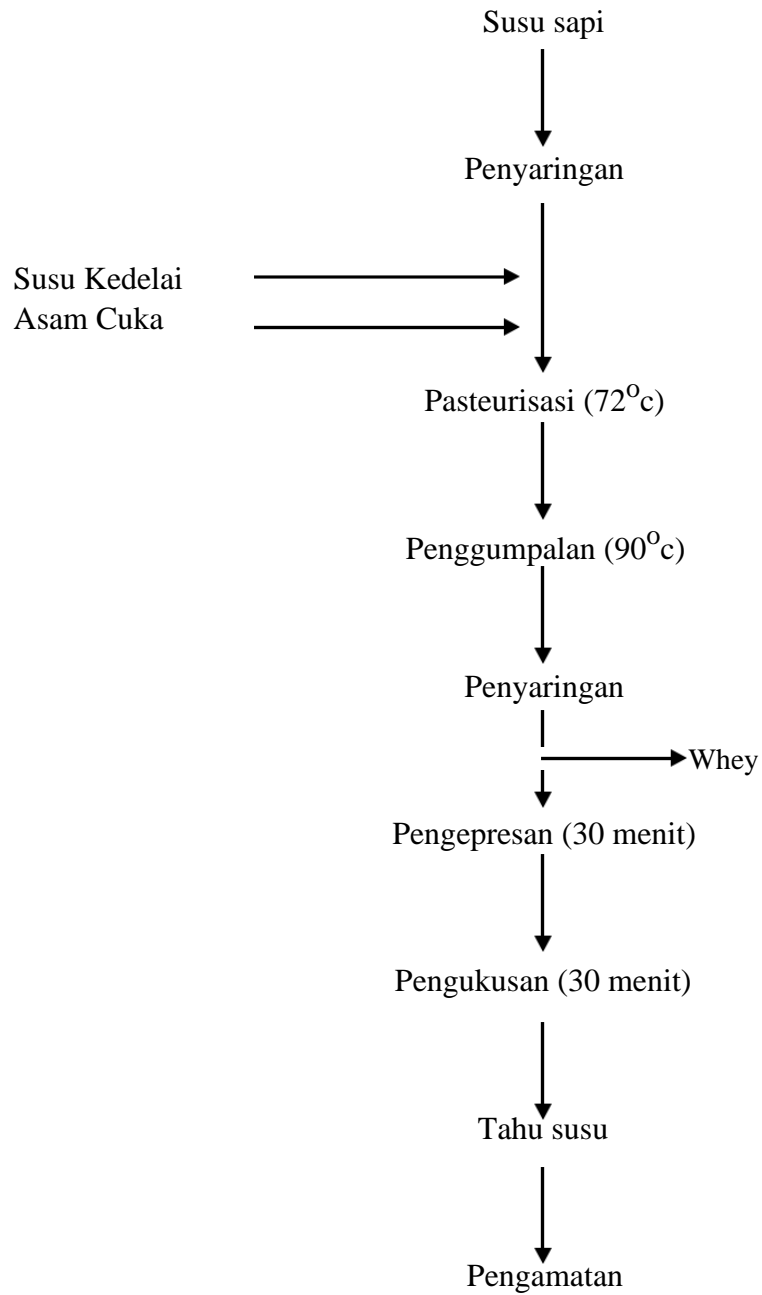 Susu sapi
Penyaringan
Susu Kedelai
Asam Cuka
Pasteurisasi (72°c)
Penggumpalan (90°c)
Penyaringan
Whey
Pengepresan (30 menit)
Pengukusan (30 menit)
Tahu susu
Pengamatan